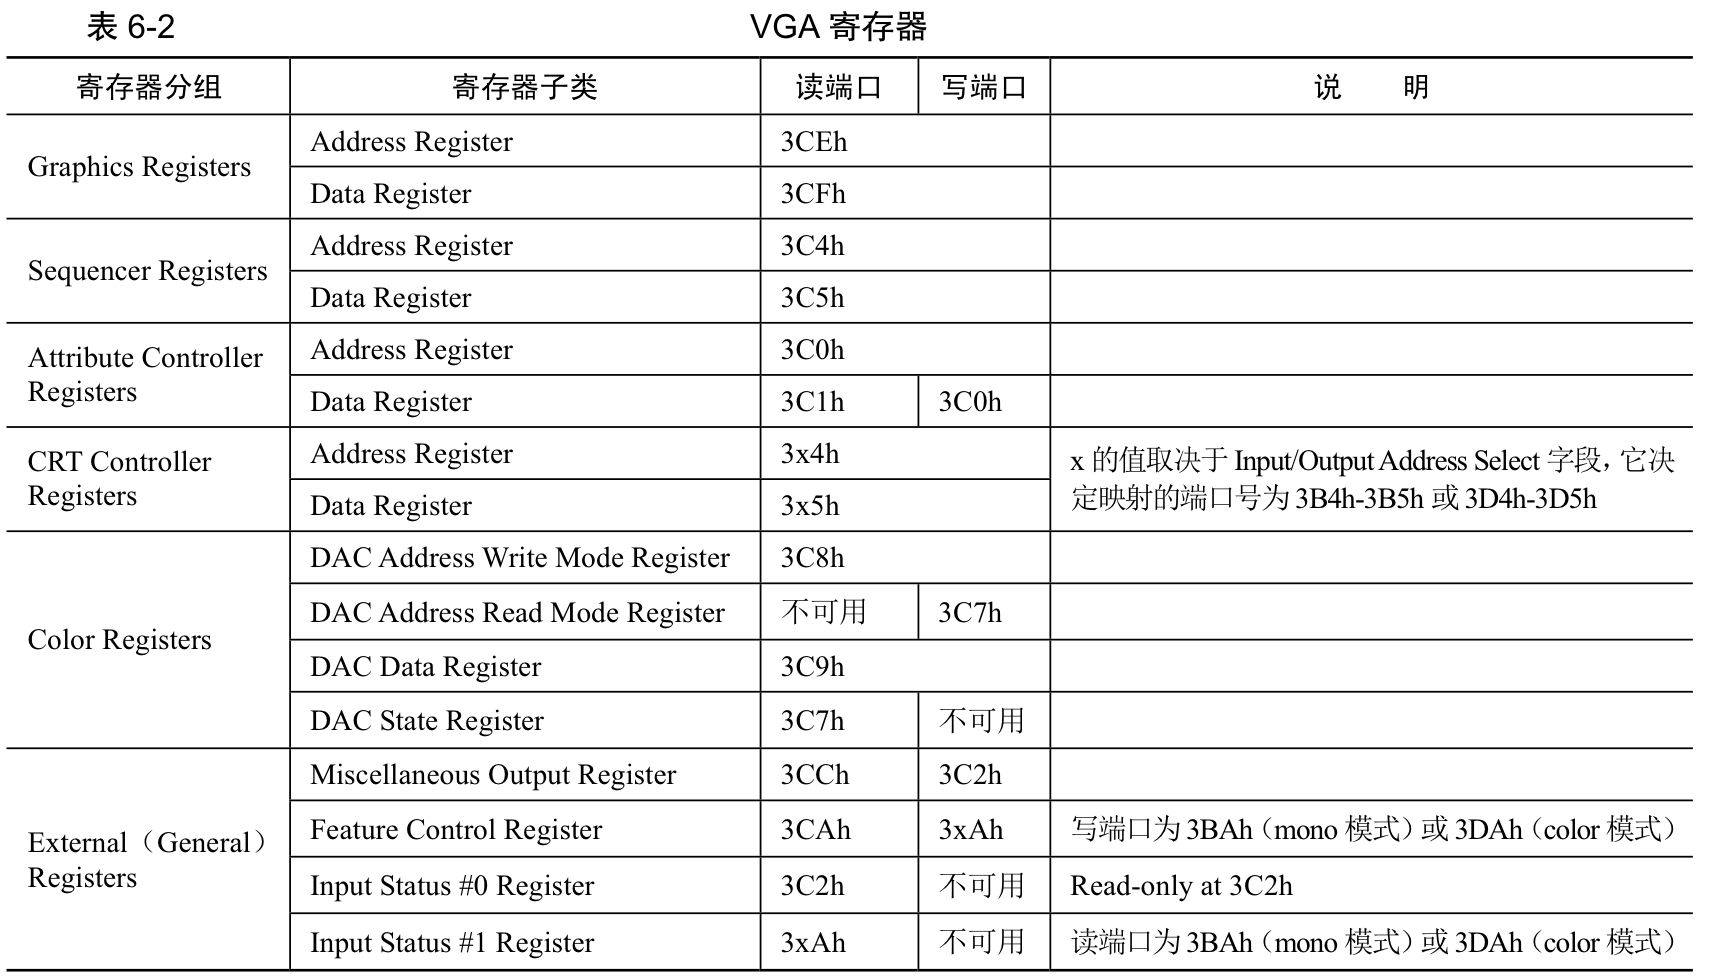 表 6-2 VGA 寄存器
寄存器分组 寄存器子类 读端口 写端口 说 明
Graphics Registers
Address Register 3CEh
Data Register 3CFh
Sequencer Registers
Address Register 3C4h
Data Register 3C5h
Attribute Controller
Registers
Address Register 3C0h
Data Register 3C1h 3C0h
CRT Controller
Registers
Address Register 3x4h
Data Register 3x5h
x 的值取决于 Input/Output Address Select 字段，它决
定映射的端口号为 3B4h-3B5h 或 3D4h-3D5h
Color Registers
DAC Address Write Mode Register 3C8h
DAC Address Read Mode Register 不可用 3C7h
DAC Data Register 3C9h
DAC State Register 3C7h 不可用
External（General）
Registers
Miscellaneous Output Register 3CCh 3C2h
Feature Control Register 3CAh 3xAh 写端口为 3BAh（mono 模式）或 3DAh（color 模式）
Input Status #0 Register 3C2h 不可用 Read-only at 3C2h
Input Status #1 Register 3xAh 不可用 读端口为 3BAh（mono 模式）或 3DAh（color 模式）